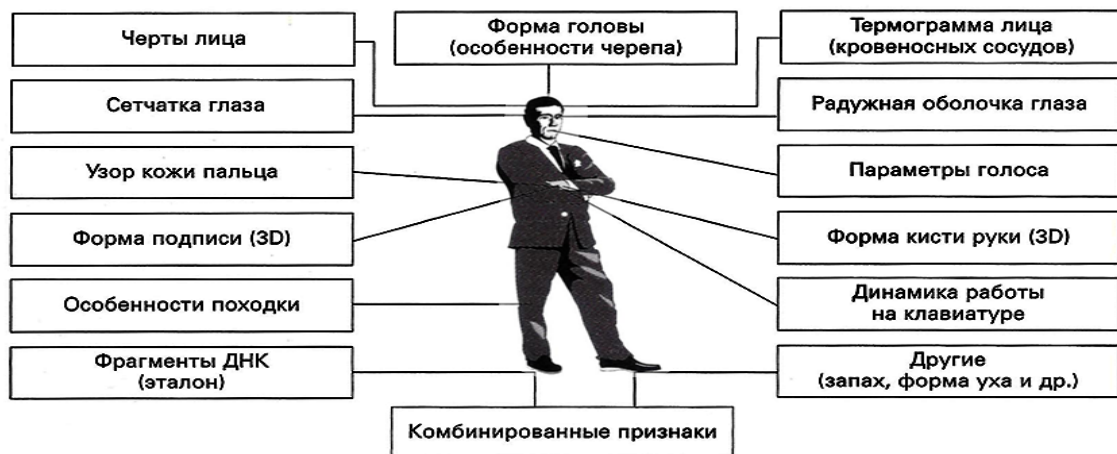 Черты лица
Форма головы
(особенности черепа)
Термограмма лица
(кровеносных сосудов)
Сетчатка глаза
Радужная оболочка глаза
Узор кожи пальца
Параметры голоса
Форма подписи (3D)
Форма кисти руки (3D)
Особенности походки
Динамика работы
на клавиатуре
Фрагменты ДНК
(эталон)
Другие
(запах, форма уха и др.)
Комбинированные признаки